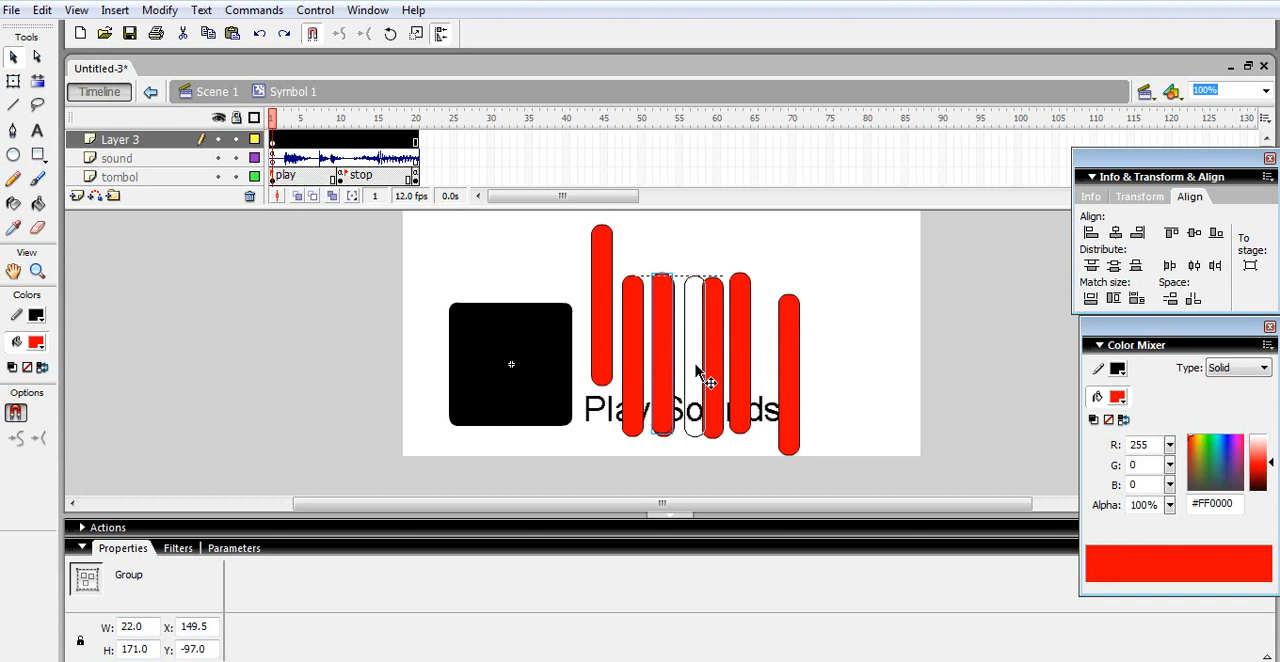 File Edit View Insert Modify Text Commands Control Window Help
Tools
Untitled-3*
Timeline Scene 1 Symbol 1 100%
1 5 10 15 20 25 30 35 40 45 50 55 60 65 70 75 80 85 90 95 100 105 110 115 120 125 130
Layer 3
sound
tombol play stop
1 12.0 fps 0.0s
Info & Transform & Align
Info Transform Align
Align:
Distribute:
Match size: Space:
To
stage:
View
Colors
Options
Play Sounds
Color Mixer
Type: Solid
R: 255
G: 0
B: 0
Alpha: 100% #FF0000
Actions
Properties Filters Parameters
Group
W: 22.0 X: 149.5
H: 171.0 Y: -97.0